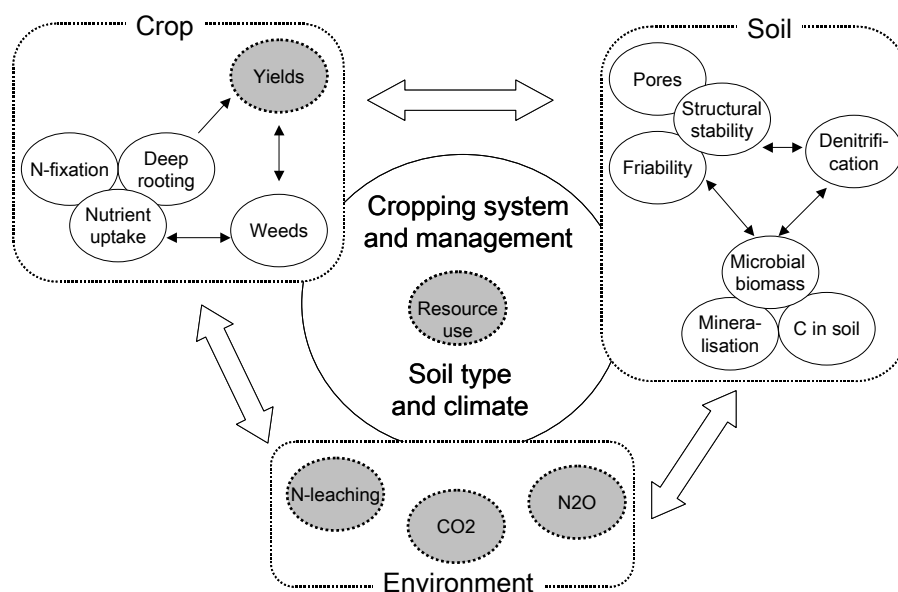 Crop
Yields
N-fixation
Deep
rooting
Nutrient
uptake
Weeds
Soil
Pores
Structural
stability
Friability
Denitrifi-
cation
Microbial
biomass
Minera-
lisation
C in soil
Cropping system
and management
Resource
use
Soil type
and climate
N-leaching
CO2
N2O
Environment